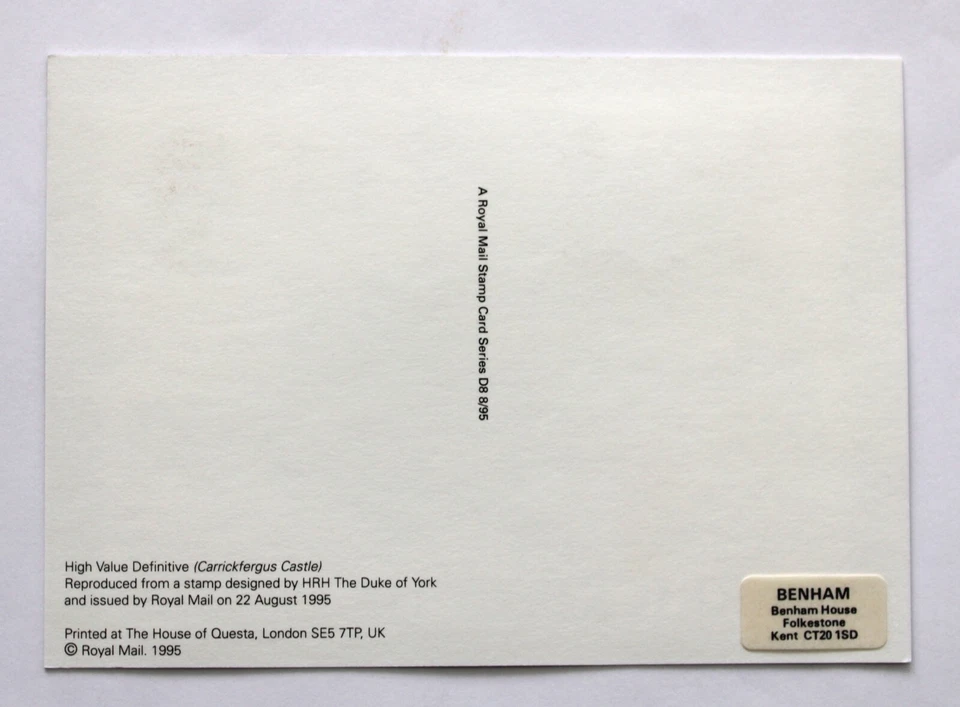 A Royal Mail Stamp Card Series D8 8/95
High Value Definitive (Carrickfergus Castle)
Reproduced from a stamp designed by HRH The Duke of York
and issued by Royal Mail on 22 August 1995
Printed at The House of Questa, London SE5 7TP, UK
© Royal Mail. 1995
BENHAM
Benham House
Folkestone
Kent CT20 1SD